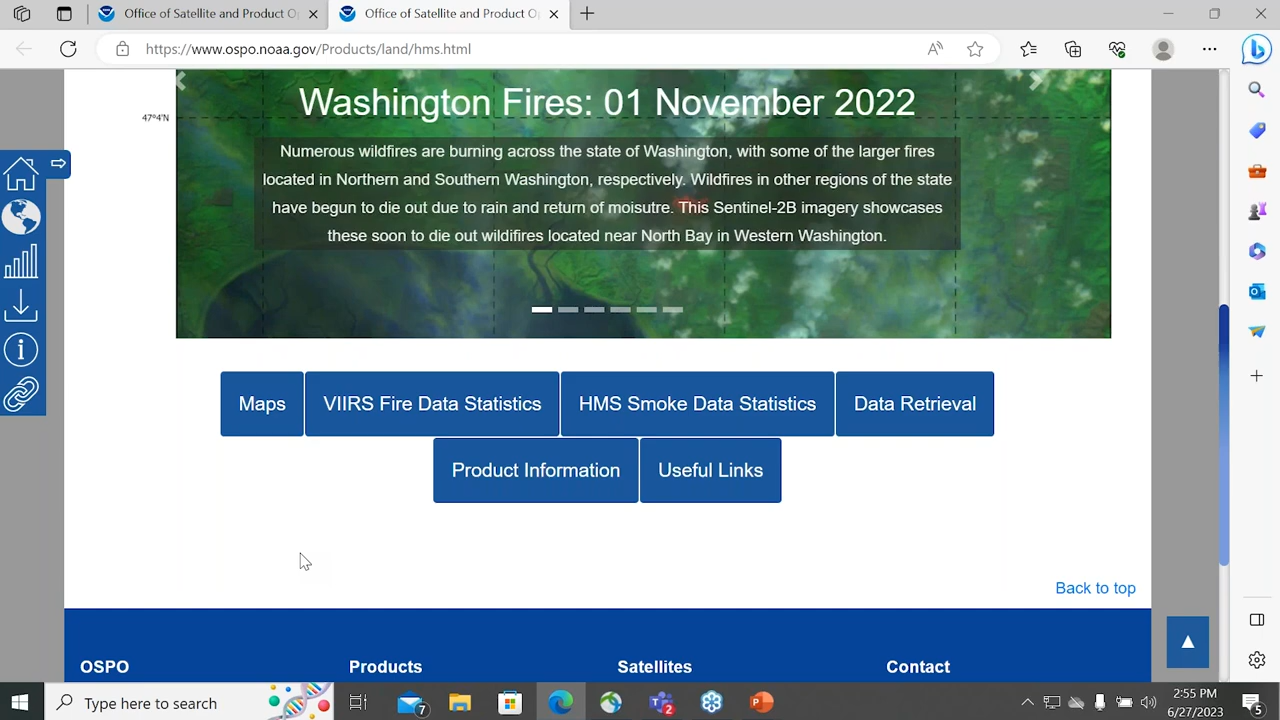 Office of Satellite and Product O
Office of Satellite and Product O
https://www.ospo.noaa.gov/Products/land/hms.html
Washington Fires: 01 November 2022
47°4'N
Numerous wildfires are burning across the state of Washington, with some of the larger fires
located in Northern and Southern Washington, respectively. Wildfires in other regions of the state
have begun to die out due to rain and return of moisutre. This Sentinel-2B imagery showcases
these soon to die out wildfires located near North Bay in Western Washington.
Maps
VIIRS Fire Data Statistics
HMS Smoke Data Statistics
Data Retrieval
Product Information
Useful Links
Back to top
OSPO
Products
Satellites
Contact
Type here to search
7
2
2:55 PM
6/27/2023
5